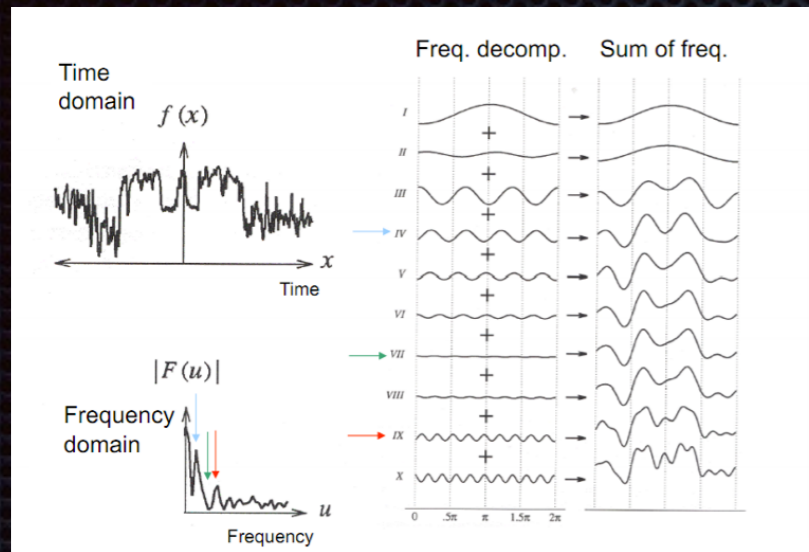 Freq. decomp.
Sum of freq.
Time
domain
f (x)
x
Time
I
+
II
+
III
+
IV
+
V
+
VI
+
VII
+
VIII
+
IX
+
X
0 .5π π 1.5π 2π
|F(u)|
Frequency
domain
u
Frequency